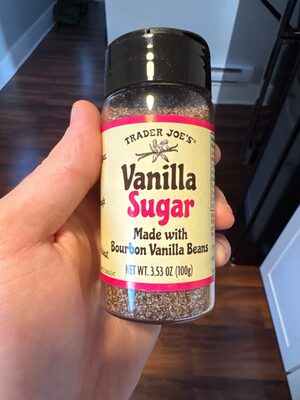 TRADER JOE'S®
Vanilla
Sugar
Made with
Bourbon Vanilla Beans
NET WT. 3.53 OZ (100g)